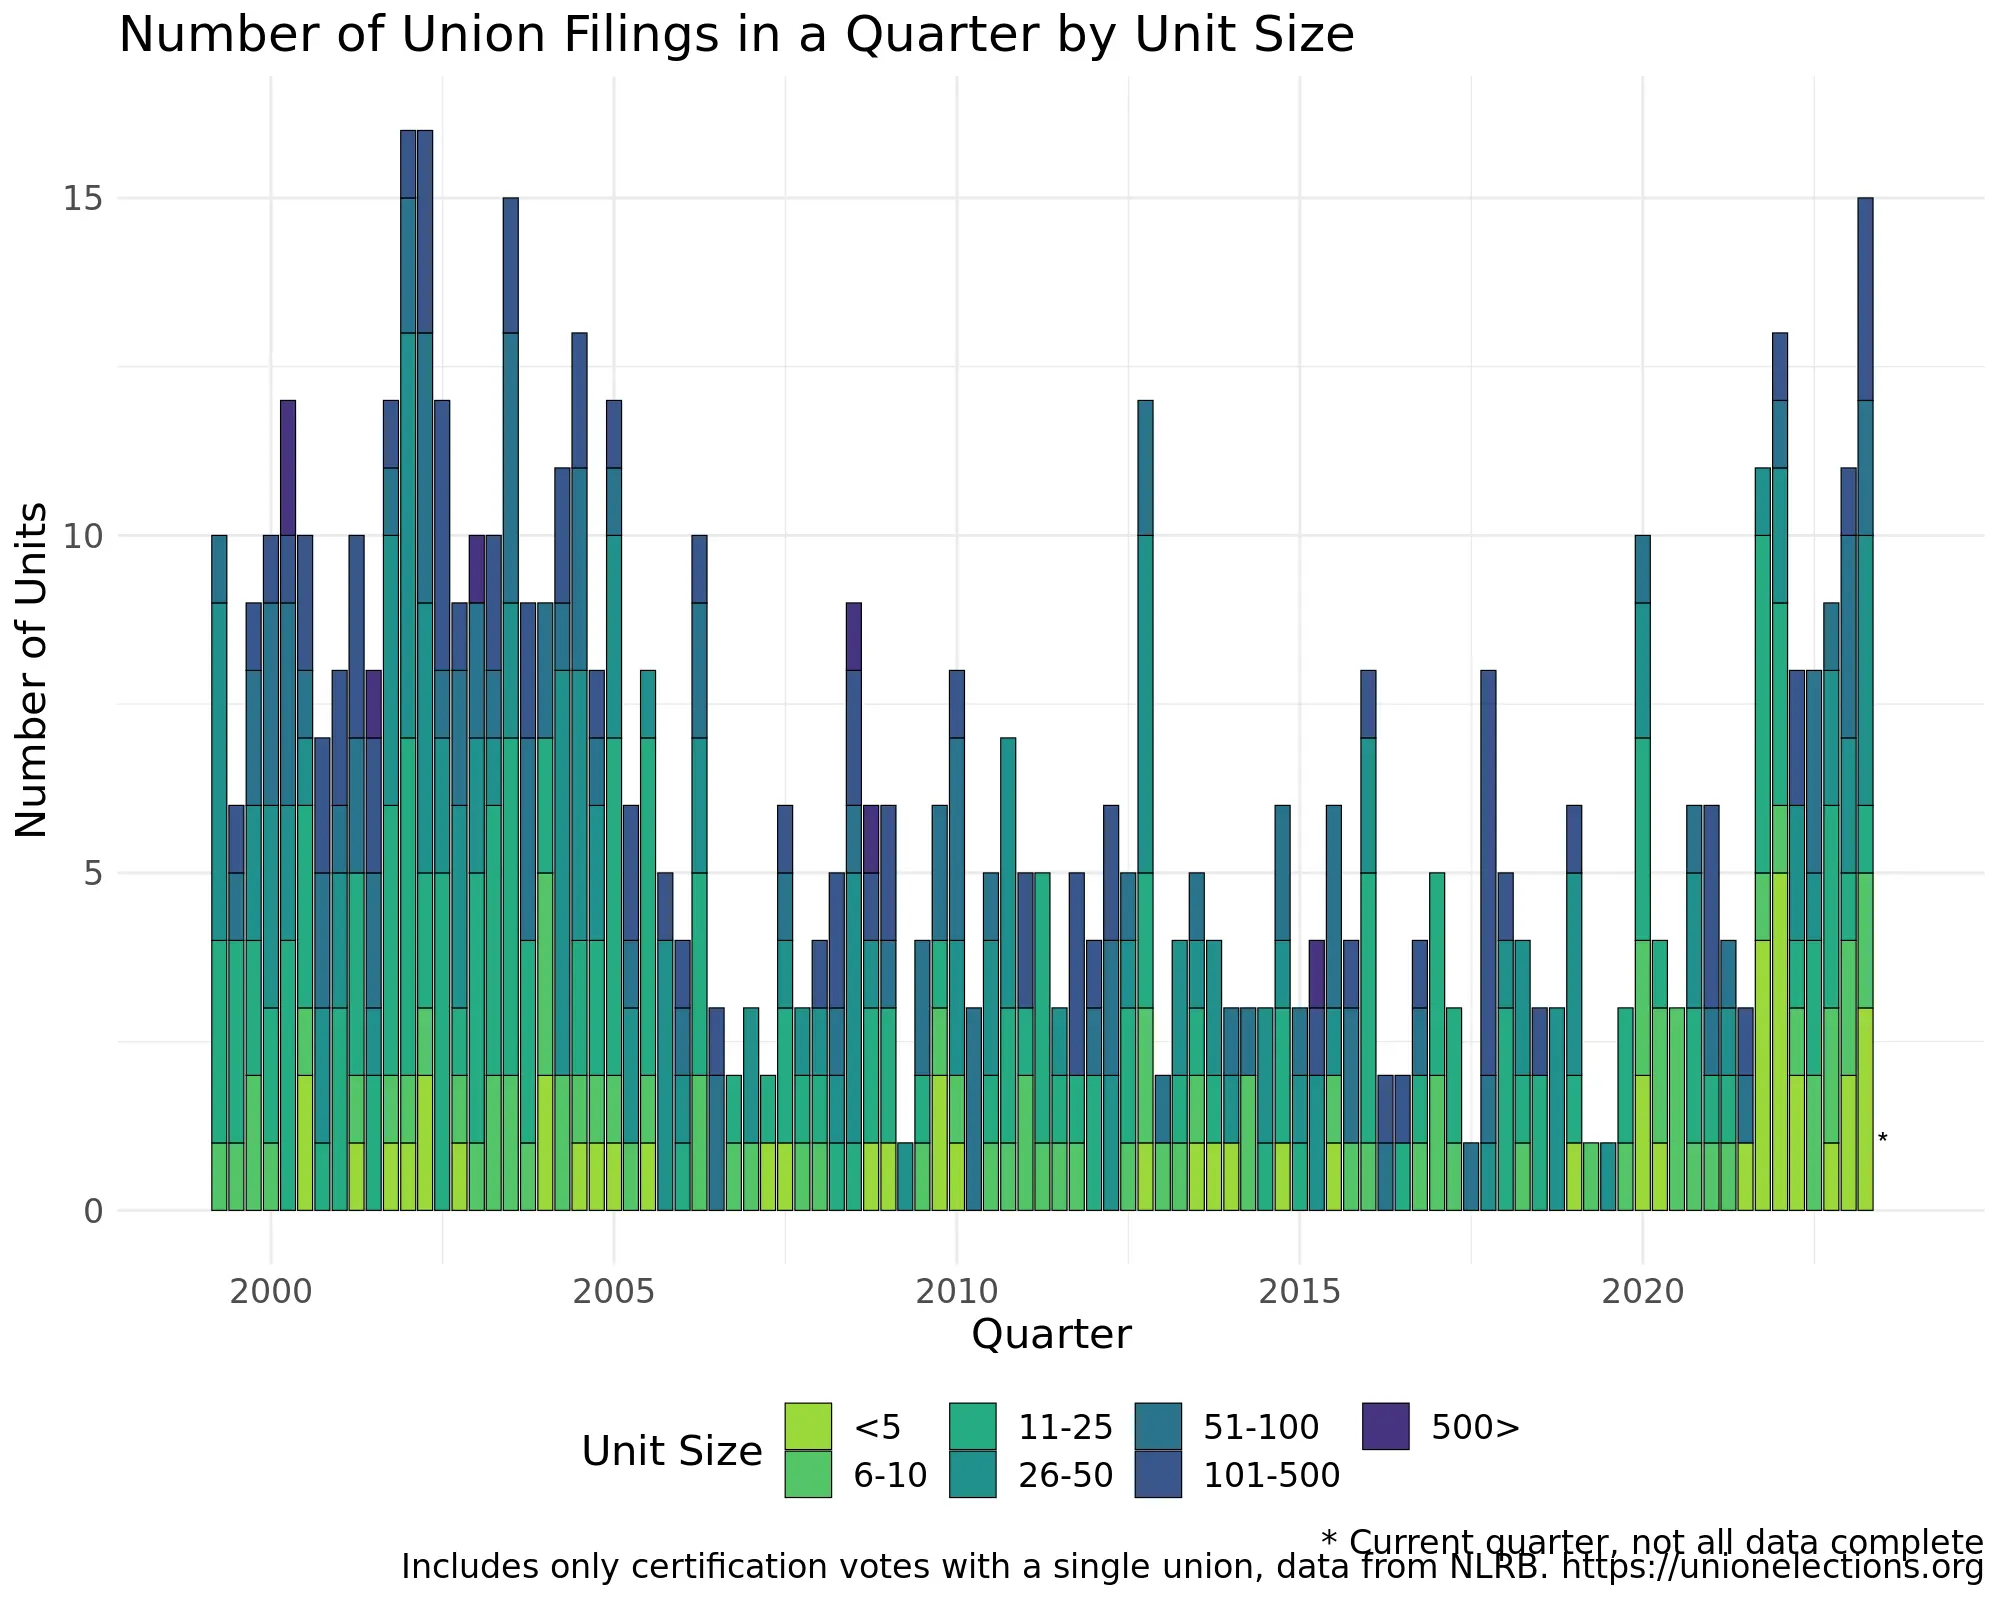 Number of Union Filings in a Quarter by Unit Size
Number of Units
15
10
5
0
*
2000 2005 2010 2015 2020
Quarter
Unit Size
<5 11-25 51-100 500>
6-10 26-50 101-500
* Current quarter, not all data complete
Includes only certification votes with a single union, data from NLRB. https://unionelections.org